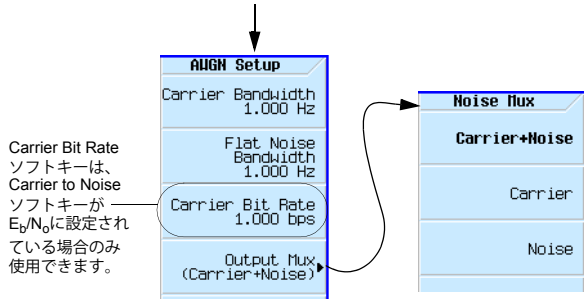 AWGN Setup
Carrier Bandwidth
1.000 Hz
Flat Noise
Bandwidth
1.000 Hz
Carrier Bit Rate
1.000 bps
Output Mux
(Carrier+Noise)
Noise Mux
Carrier+Noise
Carrier
Noise
Carrier Bit Rate
ソフトキーは、
Carrier to Noise
ソフトキーが
Eb/Noに設定され
ている場合のみ
使用できます。